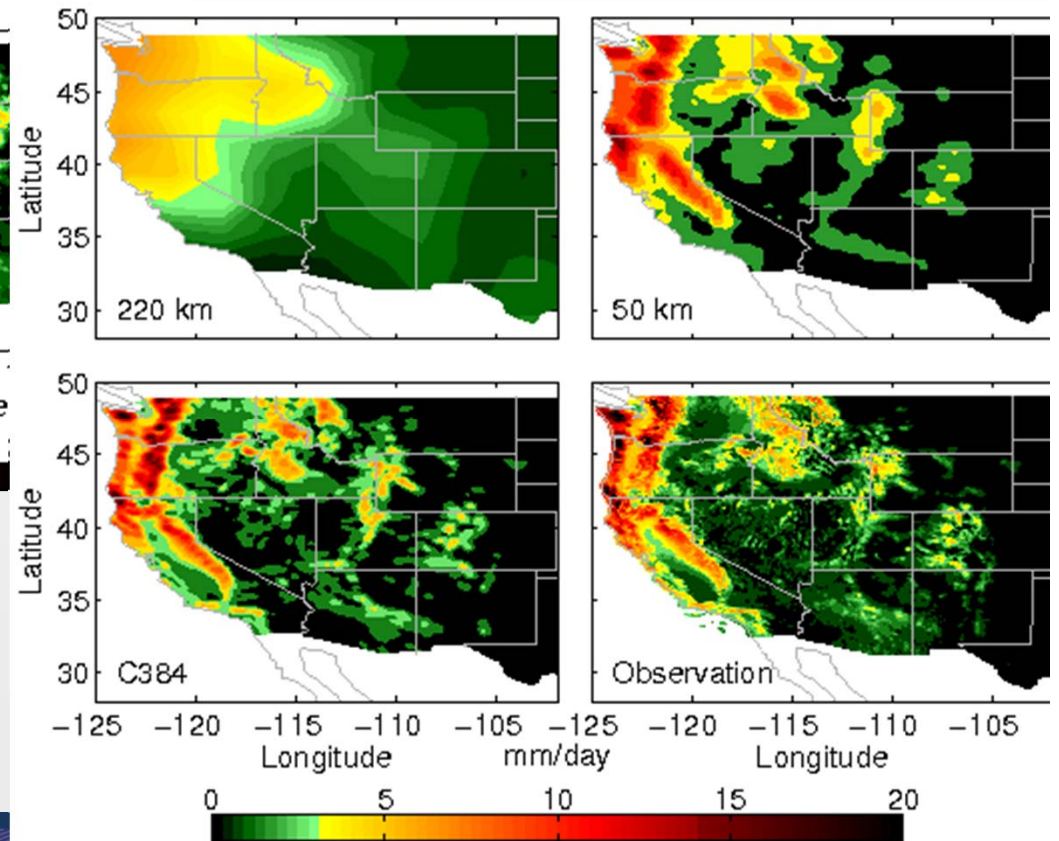 50
45
40
35
30
Latitude
220 km
50 km
e
50
45
40
35
30
Latitude
C384
Observation
−125 −120 −115 −110 −105 −125 −120 −115 −110 −105
Longitude mm/day Longitude
0 5 10 15 20